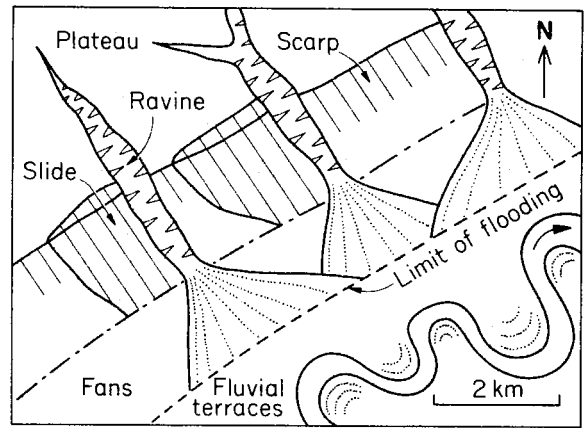 Plateau
Scarp
N
Ravine
Slide
Limit of flooding
Fans
Fluvial
terraces
2 km